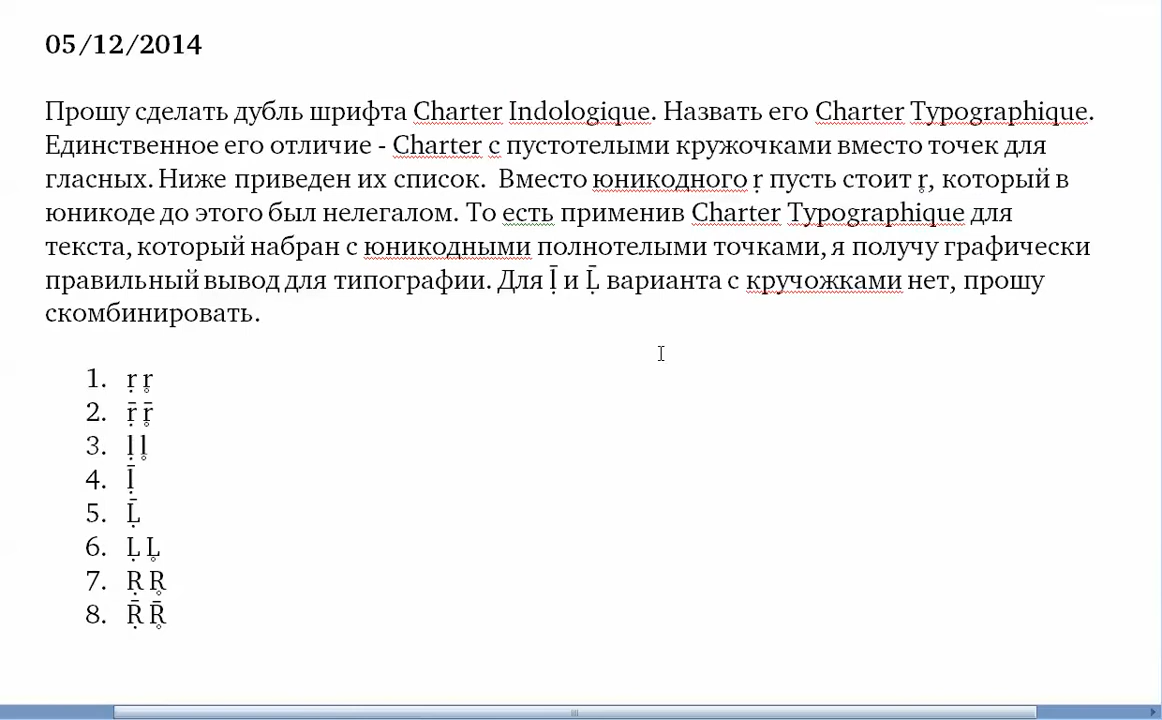 05/12/2014
Прошу сделать дубль шрифта Charter Indologique. Назвать его Charter Typographique.
Единственное его отличие - Charter с пустотелыми кружочками вместо точек для
гласных. Ниже приведен их список. Вместо юникодного ṛ пусть стоит r̥, который в
юникоде до этого был нелегалом. То есть применив Charter Typographique для
текста, который набран с юникодными полнотелыми точками, я получу графически
правильный вывод для типографии. Для ḹ и Ḹ варианта с кручожками нет, прошу
скомбинировать.
1. ṛ r̥
2. ṝ r̥̄
3. ḷ l̥
4. ḹ
5. Ḹ
6. Ḷ L̥
7. Ṛ R̥
8. Ṝ R̥̄